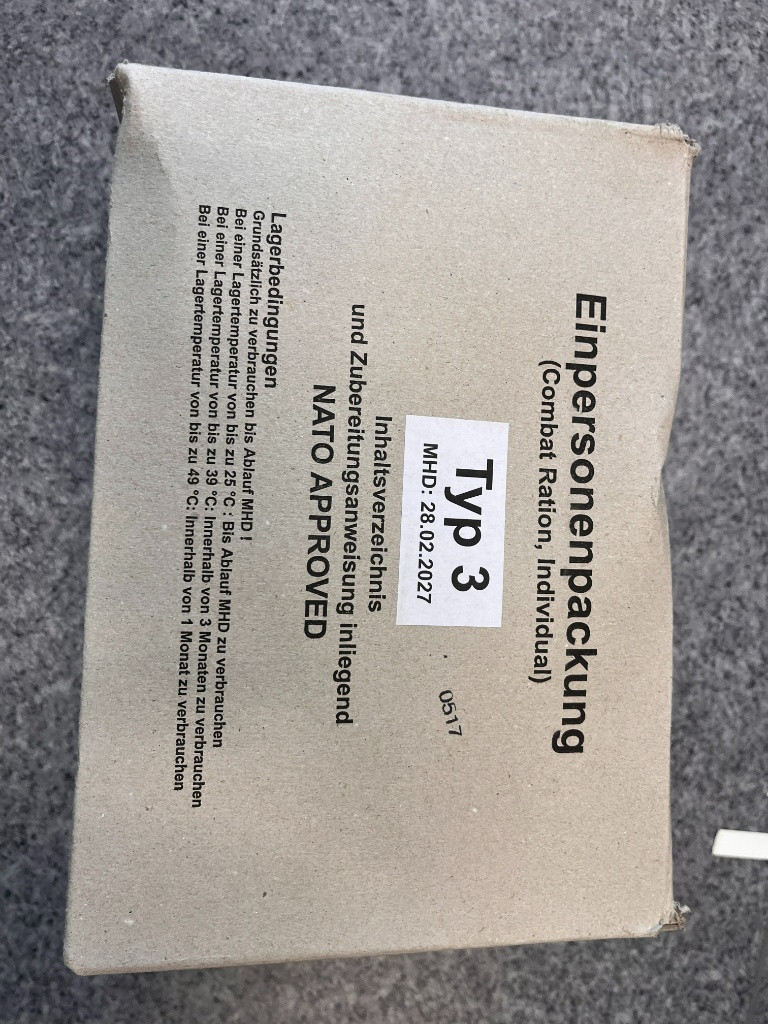 Einpersonenpackung
(Combat Ration, Individual)
Typ 3
MHD: 28.02.2027
0517
Inhaltsverzeichnis
und Zubereitungsanweisung inliegend
NATO APPROVED
Lagerbedingungen
Grundsätzlich zu verbrauchen bis Ablauf MHD !
Bei einer Lagertemperatur von bis zu 25 °C : Bis Ablauf MHD zu verbrauchen
Bei einer Lagertemperatur von bis zu 39 °C: Innerhalb von 3 Monaten zu verbrauchen
Bei einer Lagertemperatur von bis zu 49 °C: Innerhalb von 1 Monat zu verbrauchen